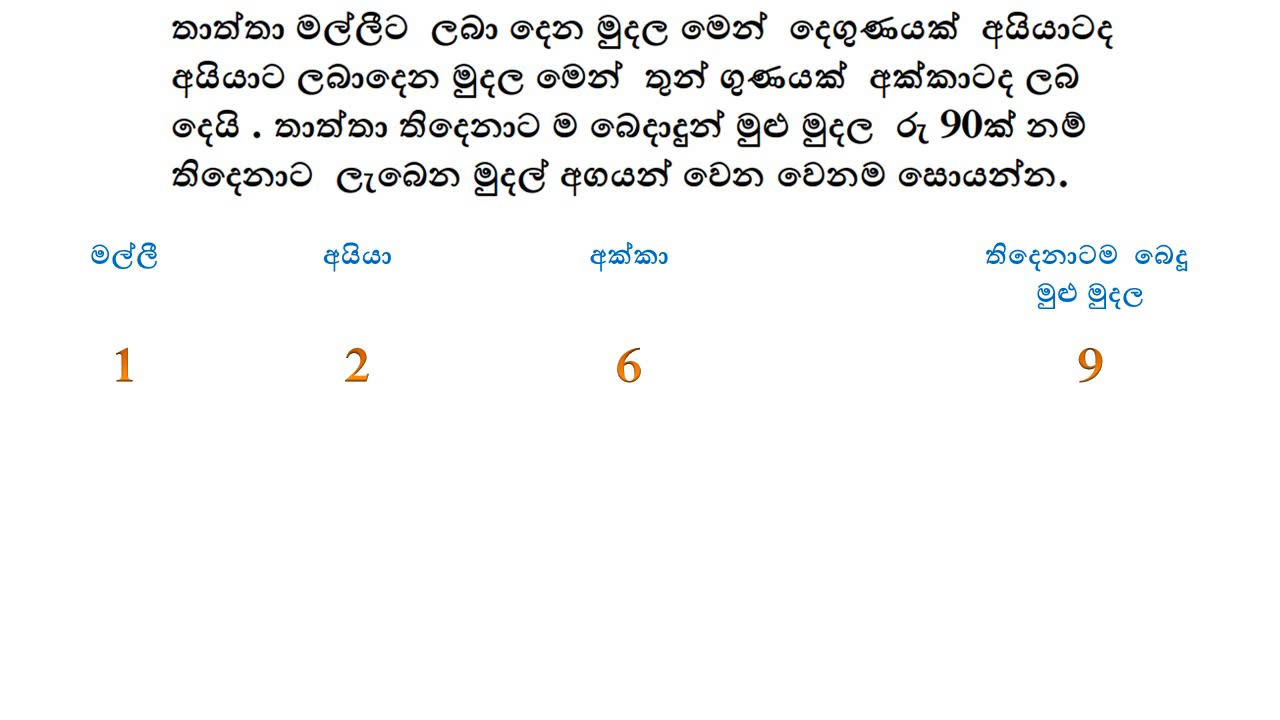 තාත්තා මල්ලීට ලබා දෙන මුදල මෙන් දෙගුණයක් අයියාටද
අයියාට ලබාදෙන මුදල මෙන් තුන් ගුණයක් අක්කාටද ලබ
දෙයි . තාත්තා තිදෙනාට ම බෙදාදුන් මුළු මුදල රු 90ක් නම්
තිදෙනාට ලැබෙන මුදල් අගයන් වෙන වෙනම සොයන්න.
මල්ලී අයියා අක්කා තිදෙනාටම බෙදූ
මුළු මුදල
1 2 6 9